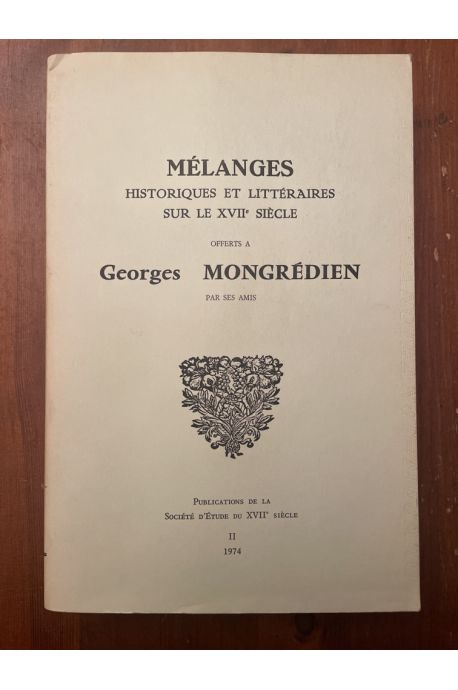 MÉLANGES
HISTORIQUES ET LITTÉRAIRES
SUR LE XVIIe SIÈCLE
OFFERTS A
Georges MONGRÉDIEN
PAR SES AMIS
PUBLICATIONS DE LA
SOCIÉTÉ D'ÉTUDE DU XVIIe SIÈCLE
II
1974